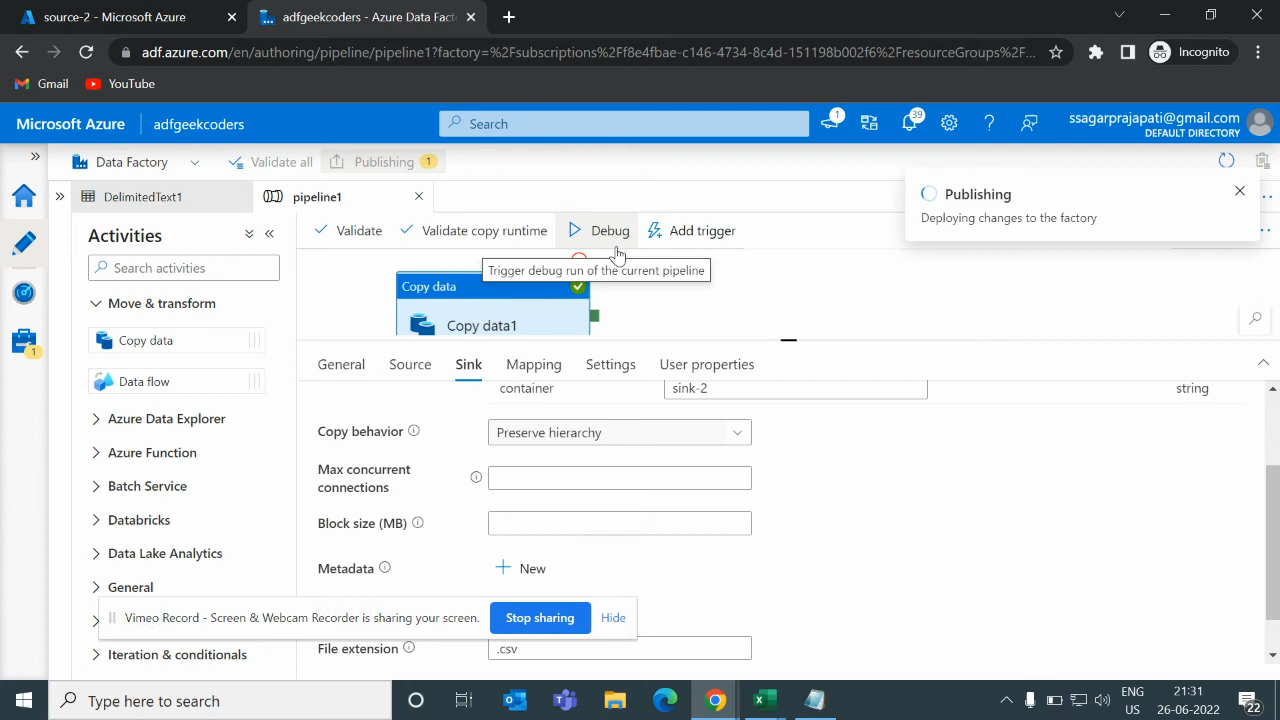 source-2 - Microsoft Azure
adfgeekcoders - Azure Data Facto
adf.azure.com/en/authoring/pipeline/pipeline1?factory=%2Fsubscriptions%2Ff8e4fbae-c146-4734-8c4d-151198b002f6%2FresourceGroups%2F...
Incognito
Gmail
YouTube
Microsoft Azure
adfgeekcoders
Search
1
39
ssagarprajapati@gmail.com
DEFAULT DIRECTORY
Data Factory
Validate all
Publishing 1
DelimitedText1
pipeline1
Publishing
Deploying changes to the factory
Activities
Search activities
Validate
Validate copy runtime
Debug
Add trigger
Trigger debug run of the current pipeline
Copy data
Copy data1
1
Move & transform
Copy data
Data flow
Azure Data Explorer
Azure Function
Batch Service
Databricks
Data Lake Analytics
General
Iteration & conditionals
General
Source
Sink
Mapping
Settings
User properties
container
sink-2
string
Copy behavior
Preserve hierarchy
Max concurrent
connections
Block size (MB)
Metadata
New
Vimeo Record - Screen & Webcam Recorder is sharing your screen.
Stop sharing
Hide
File extension
.csv
Type here to search
ENG
US
21:31
26-06-2022
22